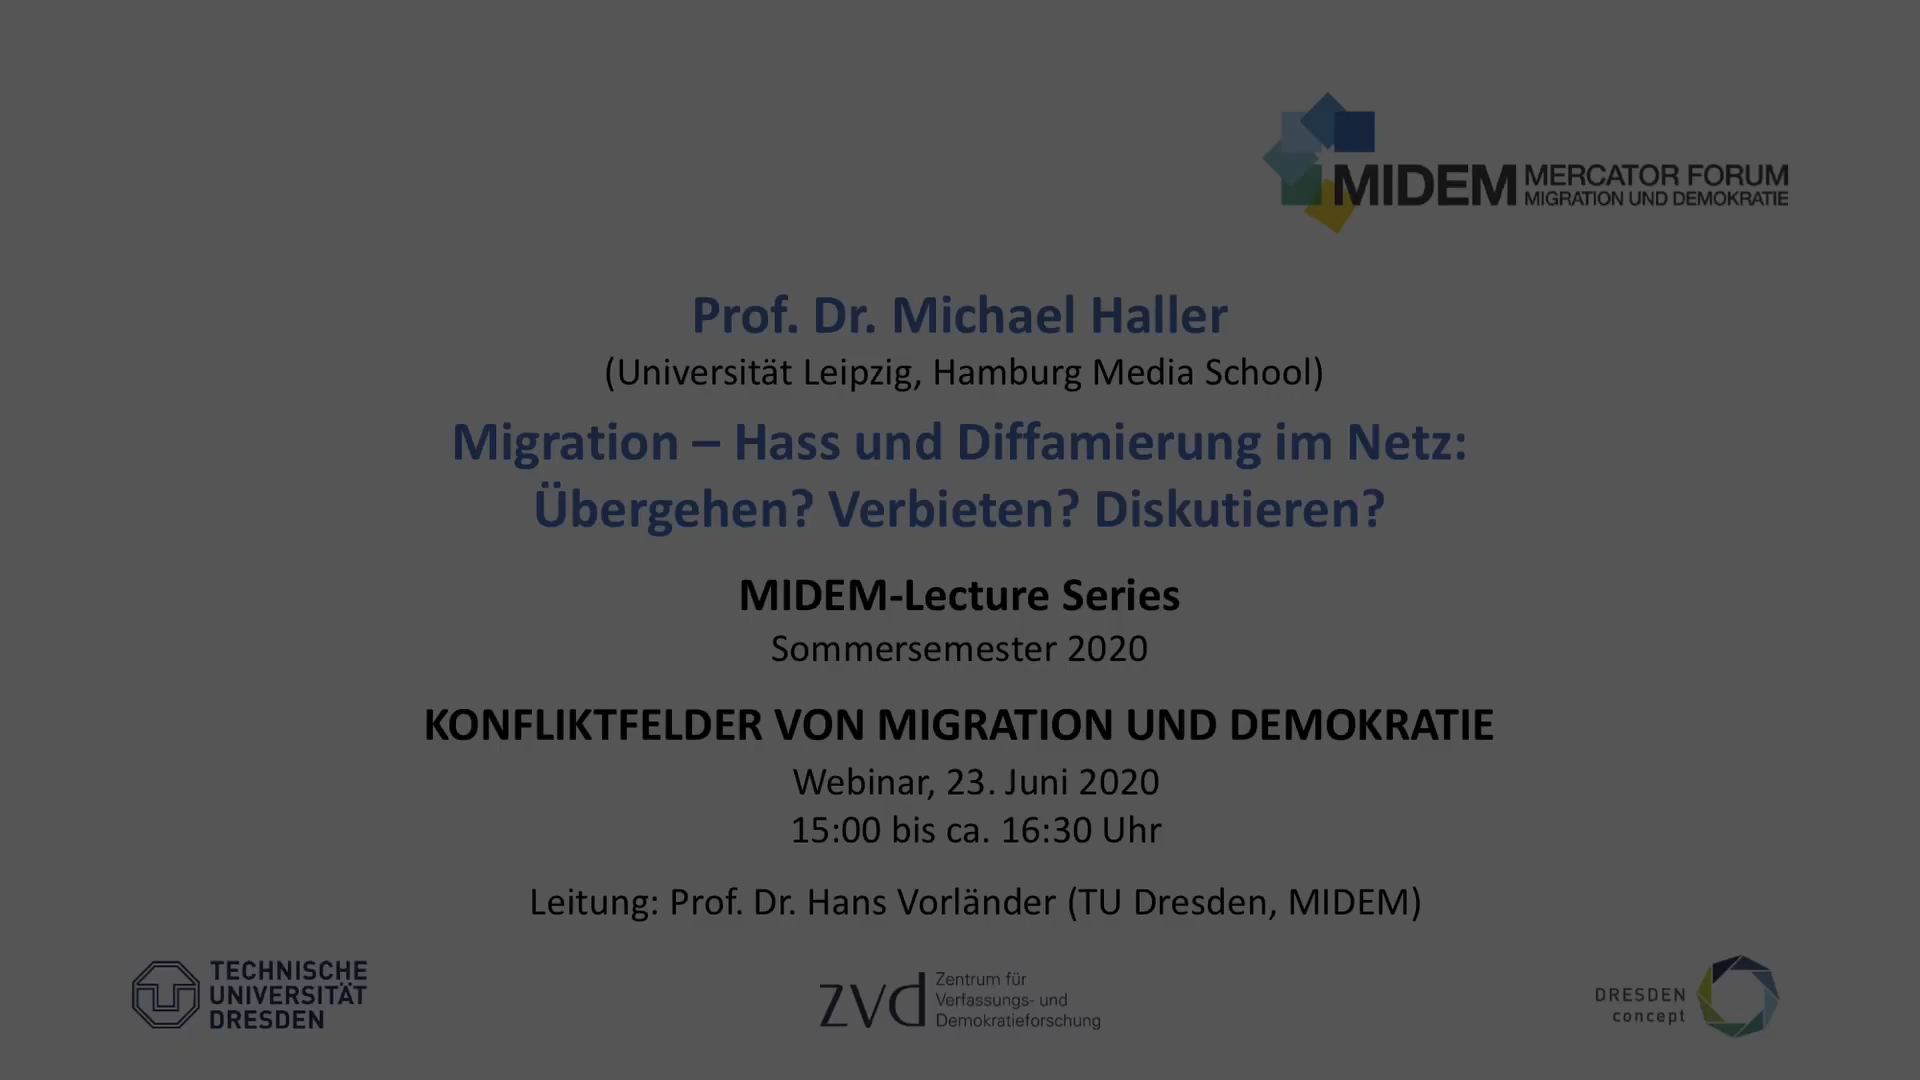 MIDEM MERCATOR FORUM
MIGRATION UND DEMOKRATIE
Prof. Dr. Michael Haller
(Universität Leipzig, Hamburg Media School)
Migration – Hass und Diffamierung im Netz:
Übergehen? Verbieten? Diskutieren?
MIDEM-Lecture Series
Sommersemester 2020
KONFLIKTFELDER VON MIGRATION UND DEMOKRATIE
Webinar, 23. Juni 2020
15:00 bis ca. 16:30 Uhr
Leitung: Prof. Dr. Hans Vorländer (TU Dresden, MIDEM)
TECHNISCHE
UNIVERSITÄT
DRESDEN
zvd
Zentrum für
Verfassungs- und
Demokratieforschung
DRESDEN
concept